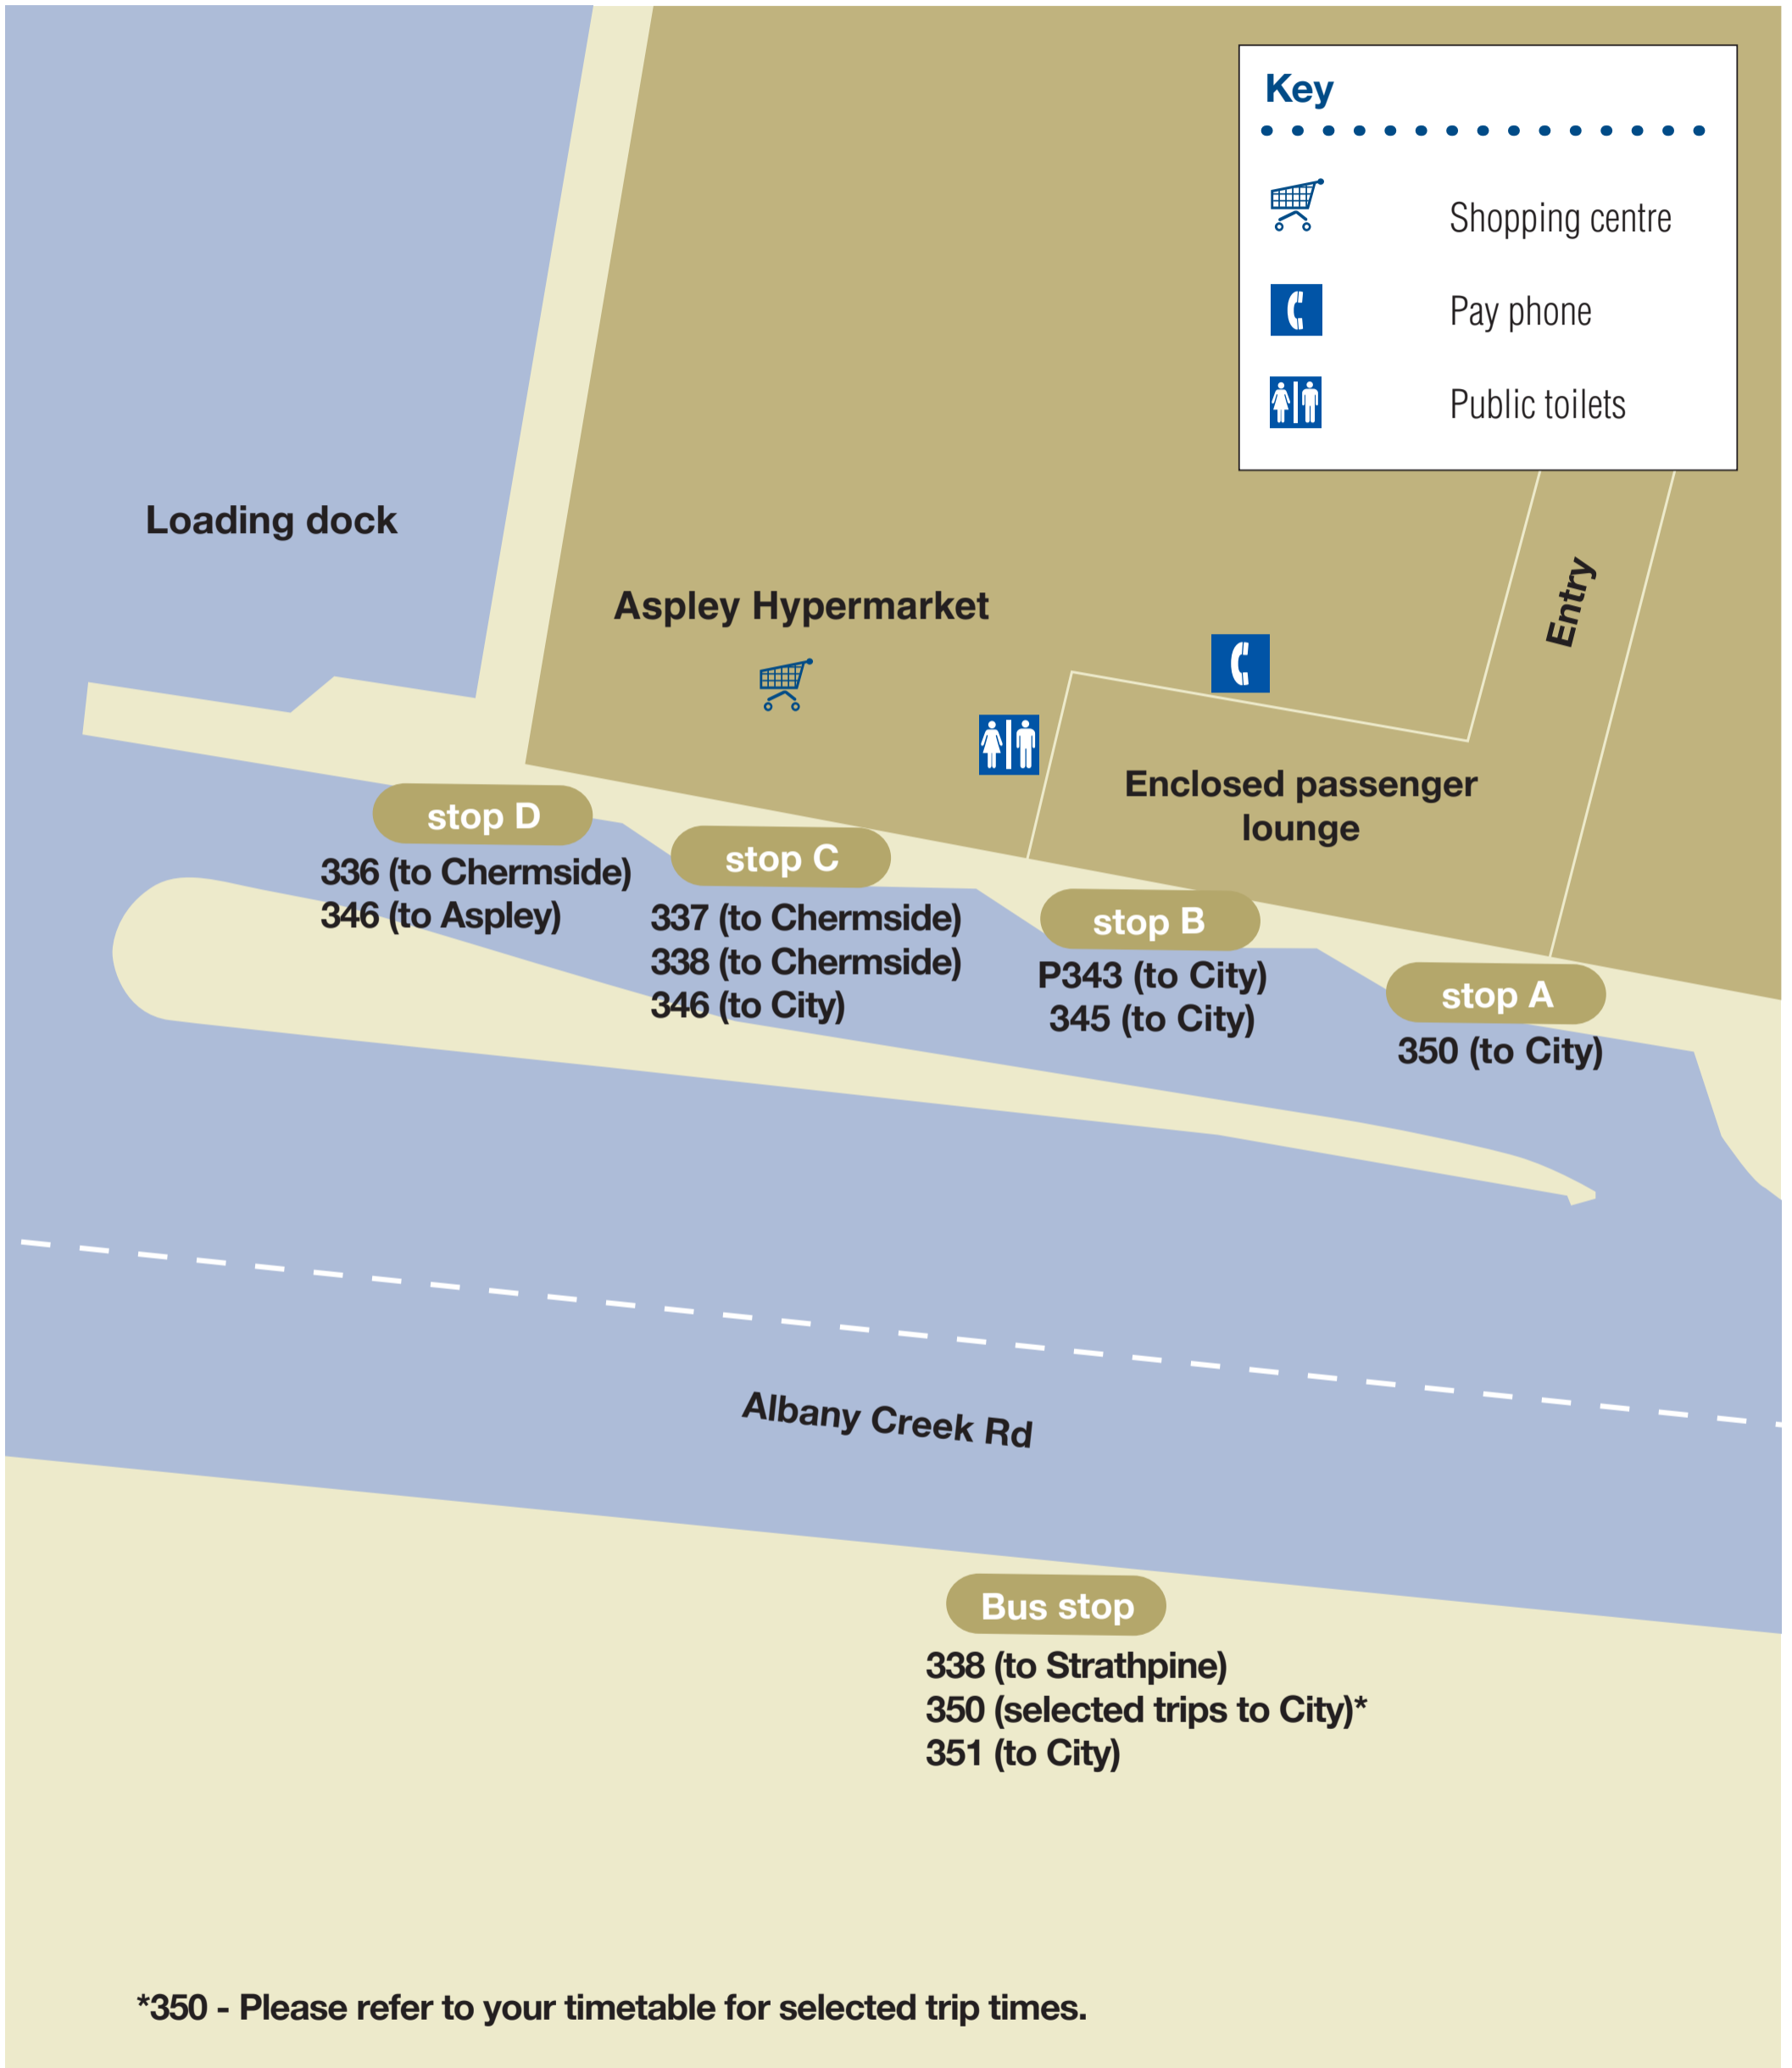 Key
Shopping centre
Pay phone
Public toilets
Loading dock
Aspley Hypermarket
Entry
Enclosed passenger
lounge
stop D
336 (to Chermside)
346 (to Aspley)
stop C
337 (to Chermside)
338 (to Chermside)
346 (to City)
stop B
P343 (to City)
345 (to City)
stop A
350 (to City)
Albany Creek Rd
Bus stop
338 (to Strathpine)
350 (selected trips to City)*
351 (to City)
*350 - Please refer to your timetable for selected trip times.